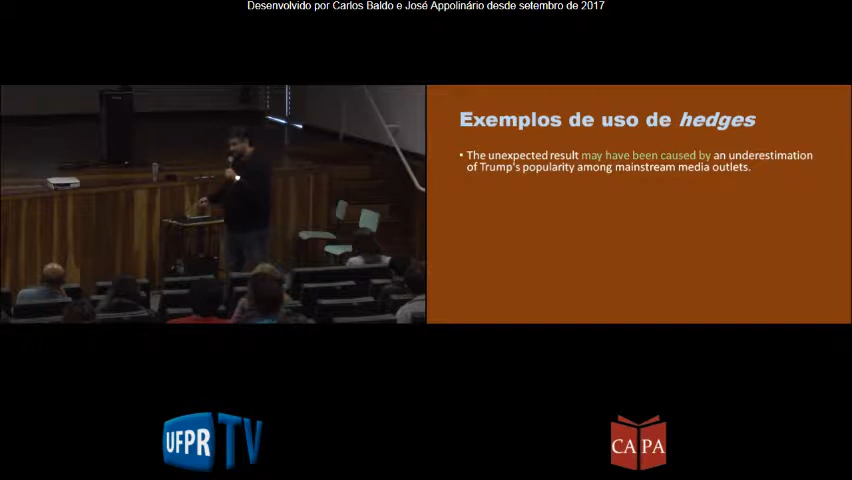 Desenvolvido por Carlos Baldo e José Appolinário desde setembro de 2017
Exemplos de uso de hedges
• The unexpected result may have been caused by an underestimation
of Trump's popularity among mainstream media outlets.
UFPR TV
CAPA